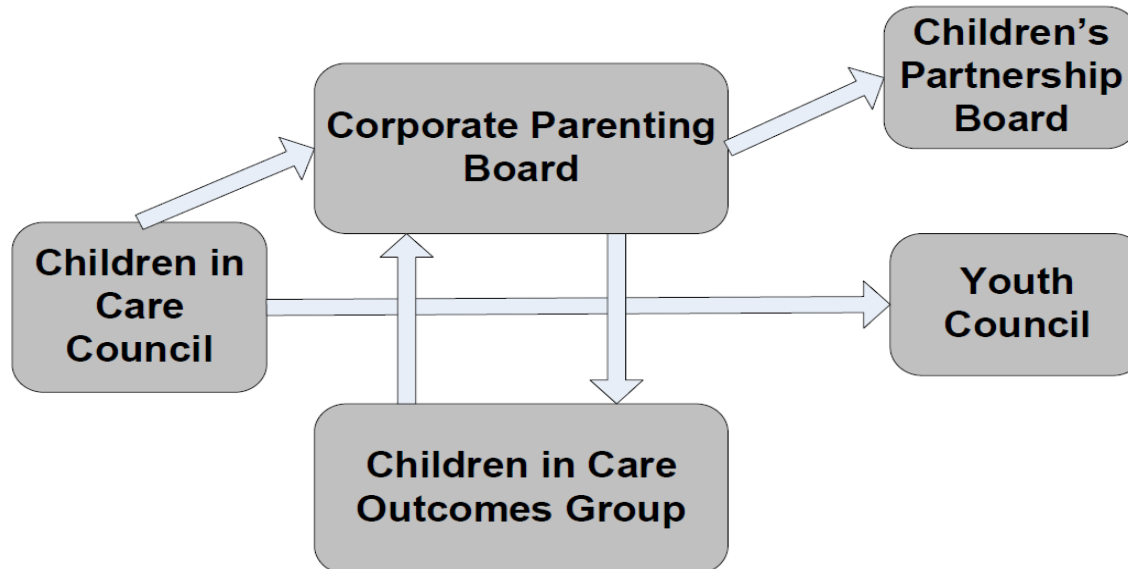 Children's
Partnership
Board
Corporate Parenting
Board
Children in
Care
Council
Youth
Council
Children in Care
Outcomes Group